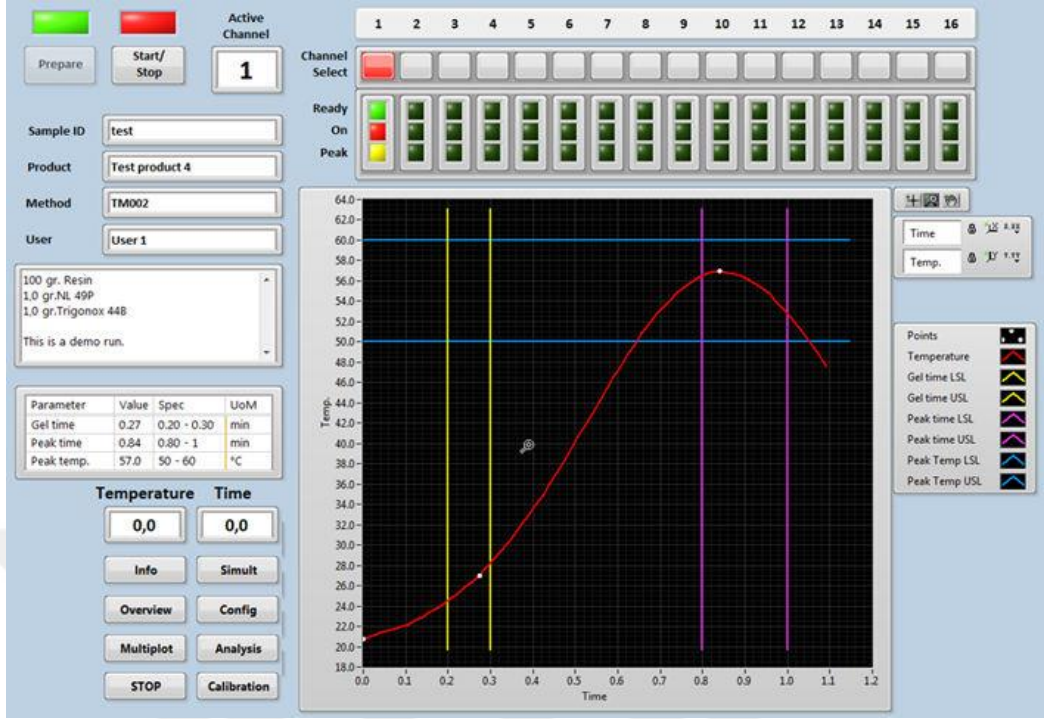 Active
Channel
Prepare
Start/
Stop
1
1 2 3 4 5 6 7 8 9 10 11 12 13 14 15 16
Channel
Select
Ready
On
Peak
Sample ID test
Product Test product 4
Method TM002
User User 1
100 gr. Resin
1,0 gr.NL 49P
1,0 gr.Trigonox 44B
This is a demo run.
Parameter Value Spec UoM
Gel time 0.27 0.20 - 0.30 min
Peak time 0.84 0.80 - 1 min
Peak temp. 57.0 50 - 60 °C
Temperature Time
0,0 0,0
Info Simult
Overview Config
Multiplot Analysis
STOP Calibration
64.0
62.0
60.0
58.0
56.0
54.0
52.0
50.0
48.0
46.0
44.0
42.0
40.0
38.0
36.0
34.0
32.0
30.0
28.0
26.0
24.0
22.0
20.0
18.0
Temp.
0.0 0.1 0.2 0.3 0.4 0.5 0.6 0.7 0.8 0.9 1.0 1.1 1.2
Time
Time
Temp.
Points
Temperature
Gel time LSL
Gel time USL
Peak time LSL
Peak time USL
Peak Temp LSL
Peak Temp USL